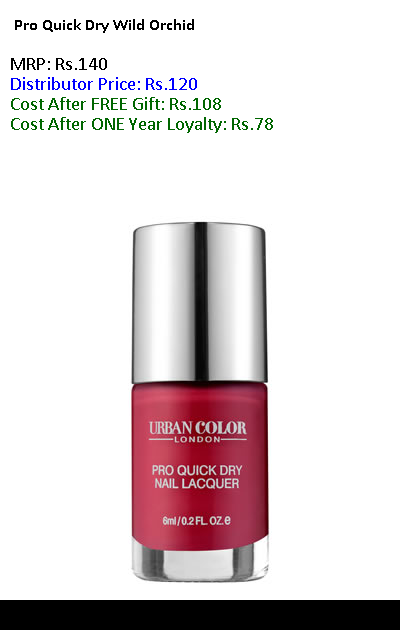 Pro Quick Dry Wild Orchid
MRP: Rs.140
Distributor Price: Rs.120
Cost After FREE Gift: Rs.108
Cost After ONE Year Loyalty: Rs.78
URBAN COLOR
LONDON
PRO QUICK DRY
NAIL LACQUER
6ml/0.2 FL. OZ.e